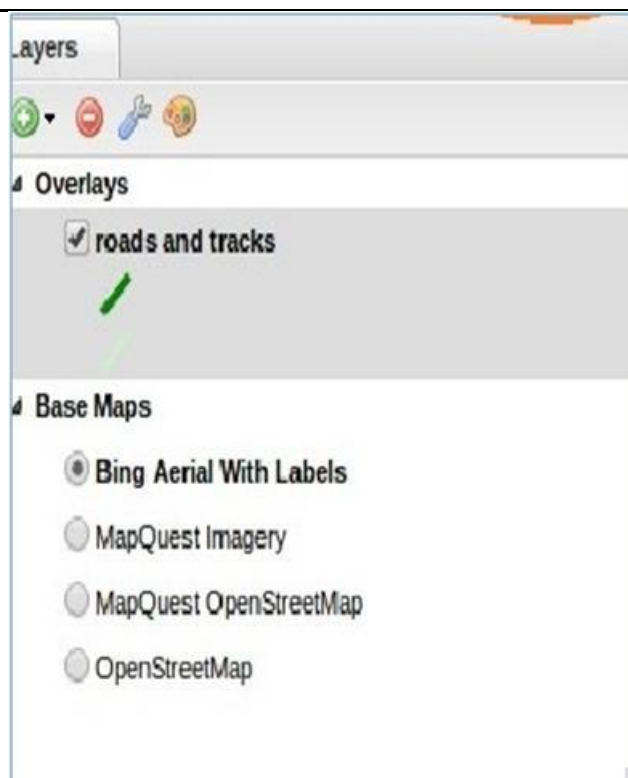 Layers
Overlays
roads and tracks
Base Maps
Bing Aerial With Labels
MapQuest Imagery
MapQuest OpenStreetMap
OpenStreetMap